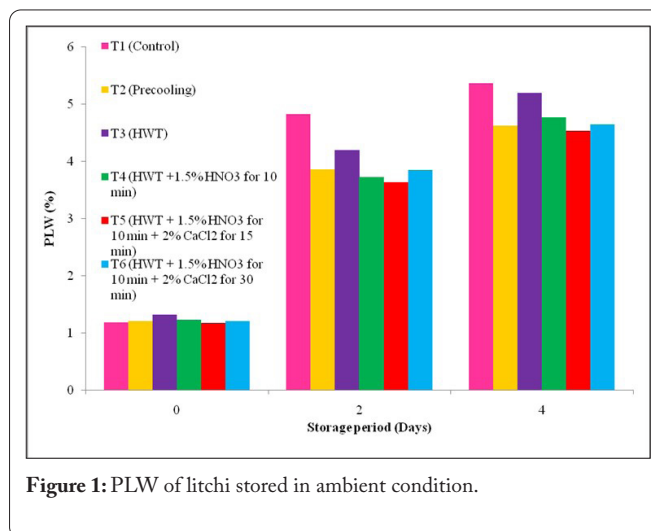 6
5
4
3
2
1
0
PLW (%)
T1 (Control)
T2 (Precooling)
T3 (HWT)
T4 (HWT +1.5% HNO3 for 10
min)
T5 (HWT + 1.5% HNO3 for
10 min + 2% CaCl2 for 15
min)
T6 (HWT + 1.5% HNO3 for
10 min + 2% CaCl2 for 30
min)
0 2 4
Storage period (Days)
Figure 1: PLW of litchi stored in ambient condition.